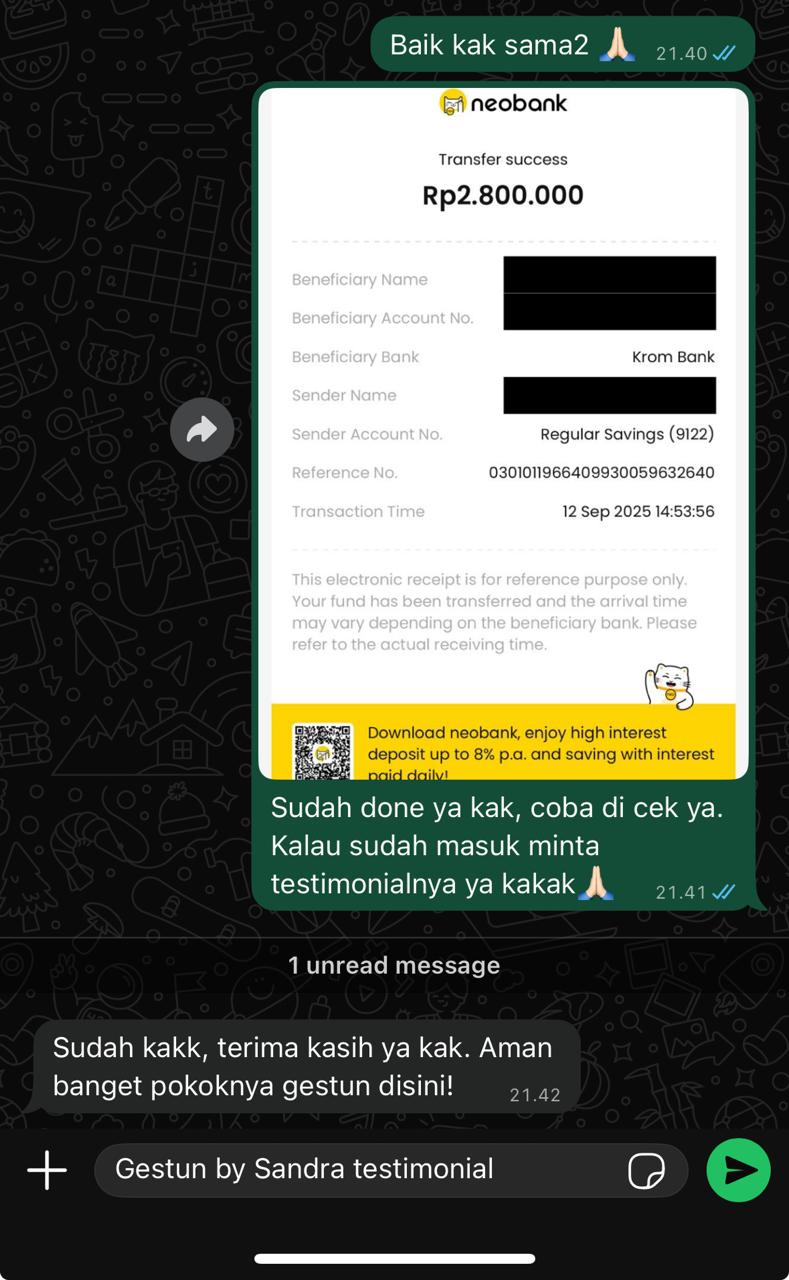 Baik kak sama2 🙏🏻 21.40
neobank
Transfer success
Rp2.800.000
Beneficiary Name
Beneficiary Account No.
Beneficiary Bank Krom Bank
Sender Name
Sender Account No. Regular Savings (9122)
Reference No. 0301011966409930059632640
Transaction Time 12 Sep 2025 14:53:56
This electronic receipt is for reference purpose only.
Your fund has been transferred and the arrival time
may vary depending on the beneficiary bank. Please
refer to the actual receiving time.
Download neobank, enjoy high interest
deposit up to 8% p.a. and saving with interest
paid daily!
Sudah done ya kak, coba di cek ya.
Kalau sudah masuk minta
testimonialnya ya kakak🙏🏻 21.41
1 unread message
Sudah kakk, terima kasih ya kak. Aman
banget pokoknya gestun disini! 21.42
Gestun by Sandra testimonial